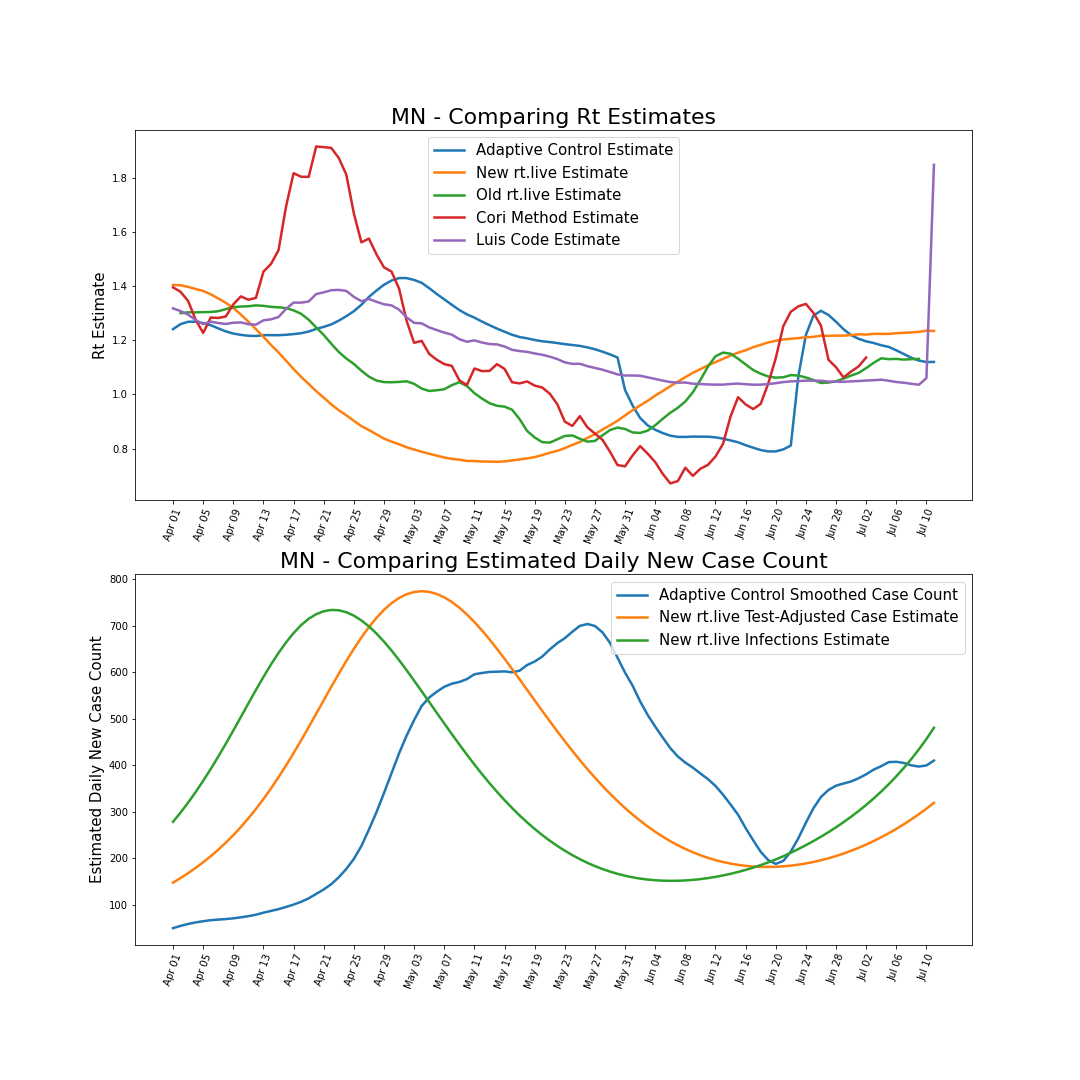 MN - Comparing Rt Estimates
Adaptive Control Estimate
New rt.live Estimate
Old rt.live Estimate
Cori Method Estimate
Luis Code Estimate
Rt Estimate
1.8
1.6
1.4
1.2
1.0
0.8
Apr 01
Apr 05
Apr 09
Apr 13
Apr 17
Apr 21
Apr 25
Apr 29
May 03
May 07
May 11
May 15
May 19
May 23
May 27
May 31
Jun 04
Jun 08
Jun 12
Jun 16
Jun 20
Jun 24
Jun 28
Jul 02
Jul 06
Jul 10
MN - Comparing Estimated Daily New Case Count
Adaptive Control Smoothed Case Count
New rt.live Test-Adjusted Case Estimate
New rt.live Infections Estimate
Estimated Daily New Case Count
800
700
600
500
400
300
200
100
Apr 01
Apr 05
Apr 09
Apr 13
Apr 17
Apr 21
Apr 25
Apr 29
May 03
May 07
May 11
May 15
May 19
May 23
May 27
May 31
Jun 04
Jun 08
Jun 12
Jun 16
Jun 20
Jun 24
Jun 28
Jul 02
Jul 06
Jul 10